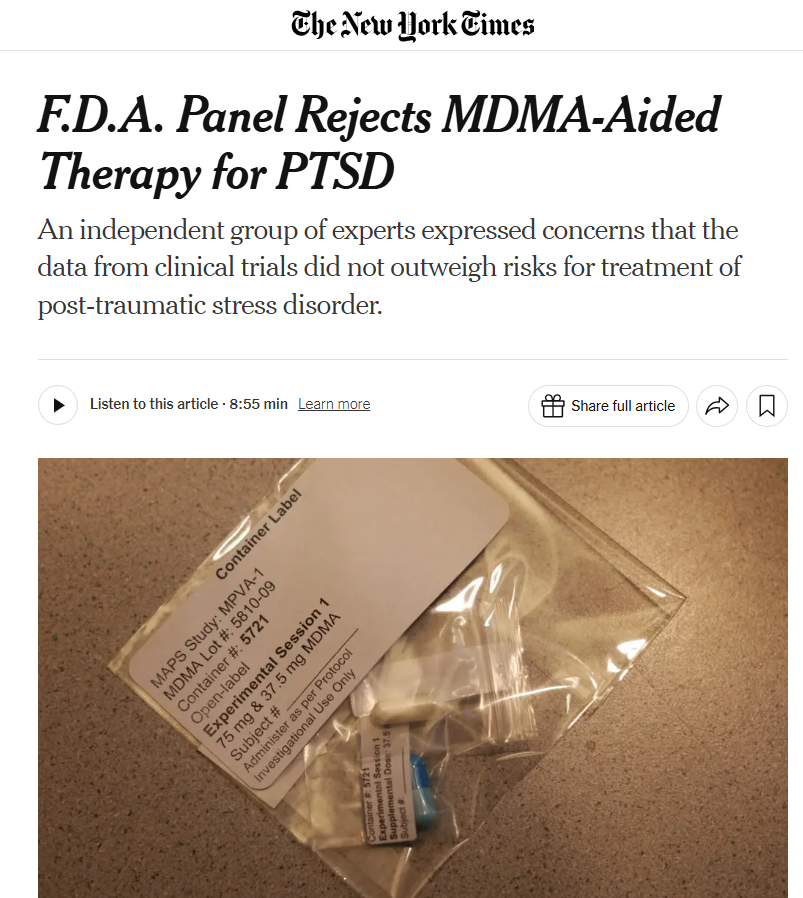 The New York Times
F.D.A. Panel Rejects MDMA-Aided
Therapy for PTSD
An independent group of experts expressed concerns that the
data from clinical trials did not outweigh risks for treatment of
post-traumatic stress disorder.
Listen to this article · 8:55 min Learn more
Share full article
Container Label
MAPS Study: MPVA-1
MDMA Lot #: 5810-09
Container #: 5721
Open-label
Experimental Session 1
75 mg & 37.5 mg MDMA
Subject #
Administer as per Protocol
Investigational Use Only
Container #: 5721
Experimental Session 1
Supplemental Dose: 37.5
Subject #